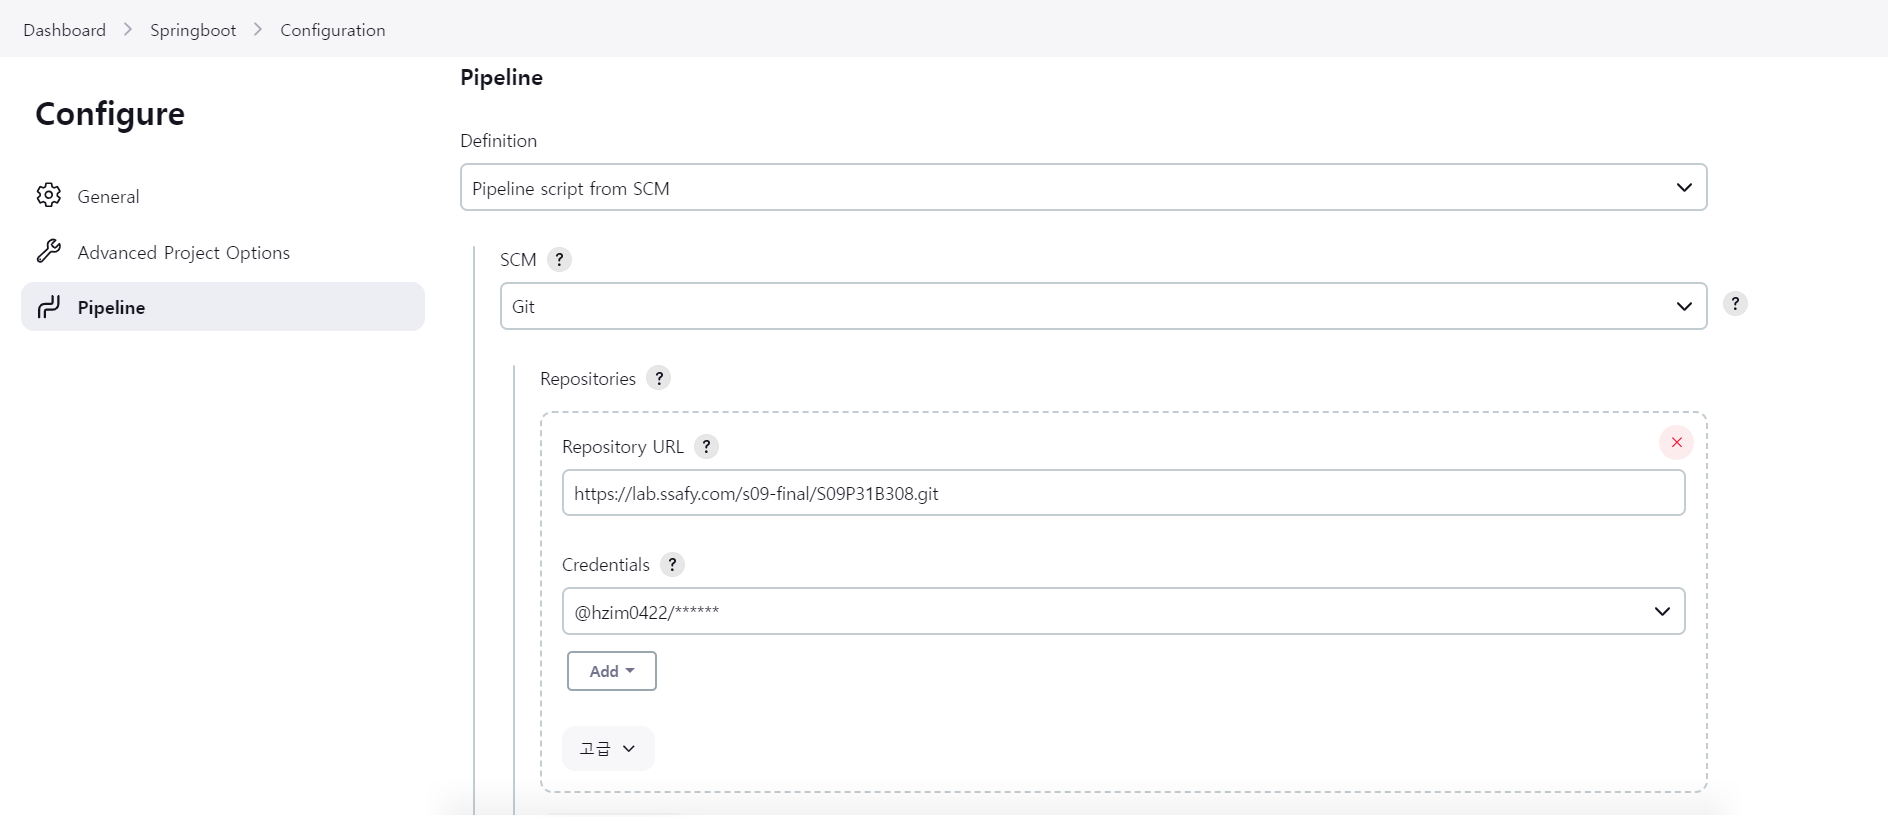 Dashboard > Springboot > Configuration
Configure
General
Advanced Project Options
Pipeline
Pipeline
Definition
Pipeline script from SCM
SCM ?
Git
?
Repositories ?
Repository URL ?
https://lab.ssafy.com/s09-final/S09P31B308.git
Credentials ?
@hzim0422/******
Add
고급